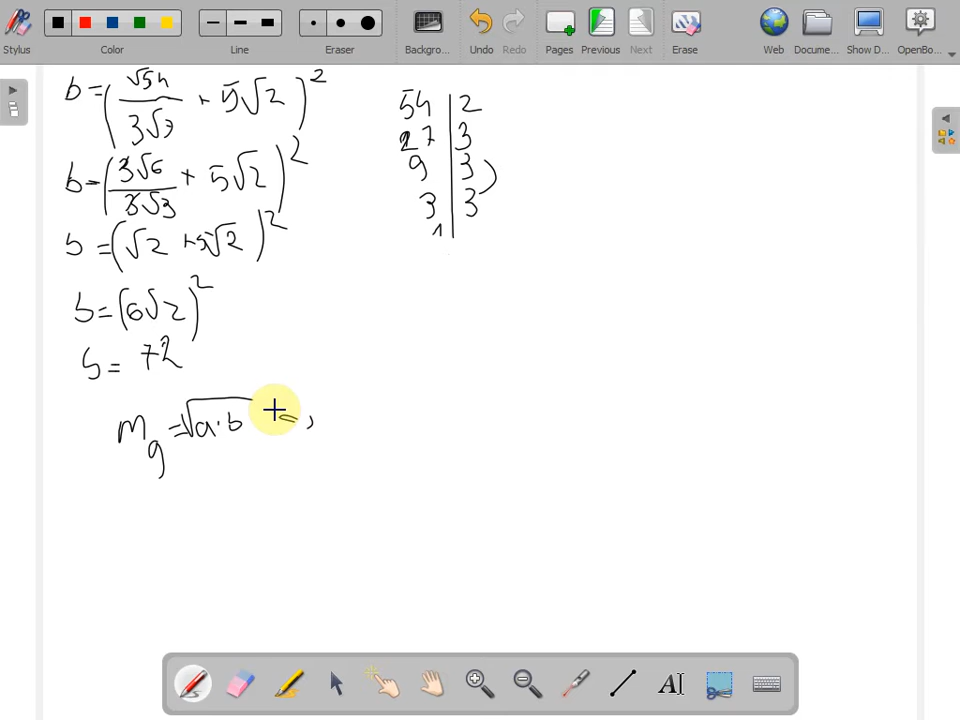 Stylus
Color
Line
Eraser
Backgro...
Undo
Redo
Pages
Previous
Next
Erase
Web
Docume...
Show D...
OpenBo...
b=(√54/3√3 + 5√2)²
b=(3√6/3√3 + 5√2)²
b=(√2 +5√2)²
b=(6√2)²
b= 72
m_g=√a·b =
54 | 2
27 | 3
9 | 3
3 | 3
1